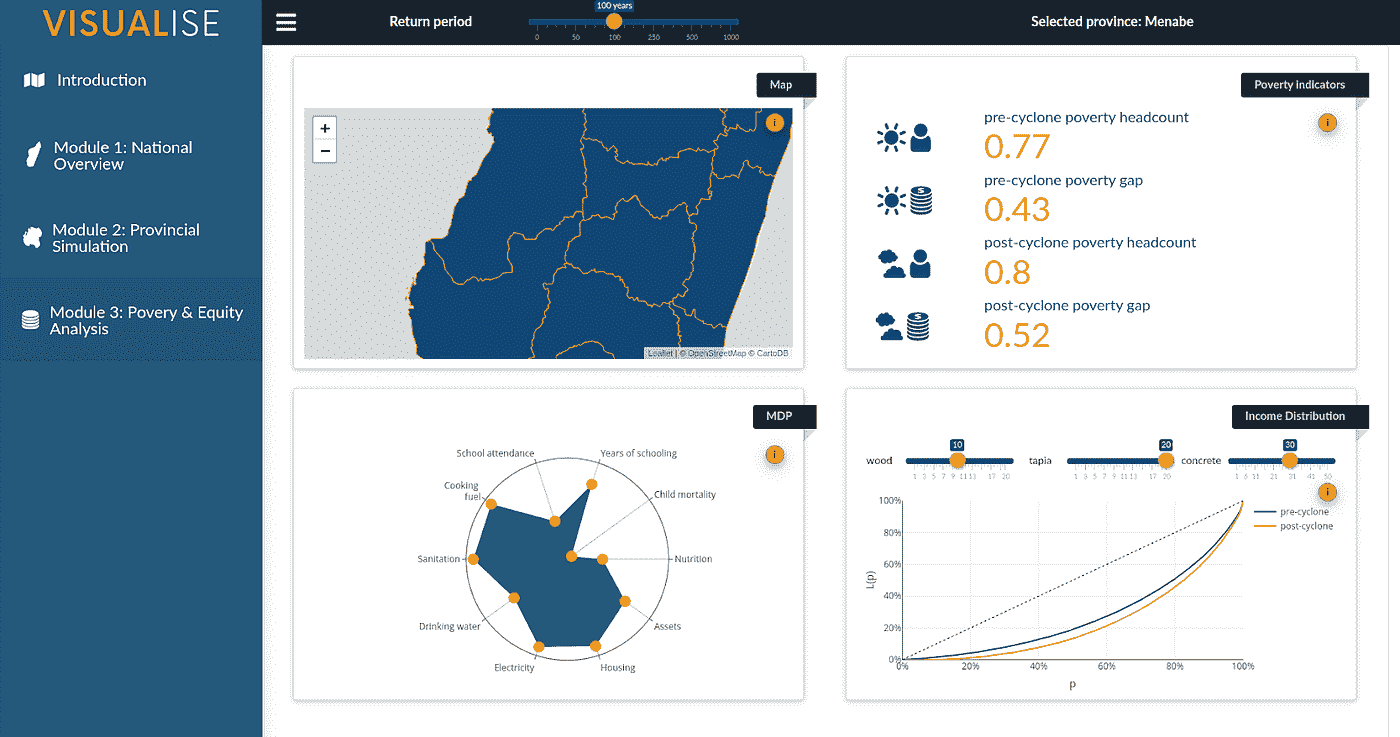 VISUALISE
Introduction
Module 1: National
Overview
Module 2: Provincial
Simulation
Module 3: Povery & Equity
Analysis
Return period
100 years
0 50 100 250 500 1000
Selected province: Menabe
Map
+
−
i
Leaflet | © OpenStreetMap © CartoDB
Poverty indicators
i
pre-cyclone poverty headcount
0.77
pre-cyclone poverty gap
0.43
post-cyclone poverty headcount
0.8
post-cyclone poverty gap
0.52
MDP
i
School attendance
Years of schooling
Cooking
fuel
Child mortality
Sanitation
Nutrition
Drinking water
Assets
Electricity
Housing
Income Distribution
wood
10
1 3 5 7 9 11 13 17 20
tapia
20
1 3 5 7 9 11 13 17 20
concrete
30
1 6 11 21 31 41 50
i
pre-cyclone
post-cyclone
100%
80%
60%
40%
20%
0%
L(p)
0% 20% 40% 60% 80% 100%
p